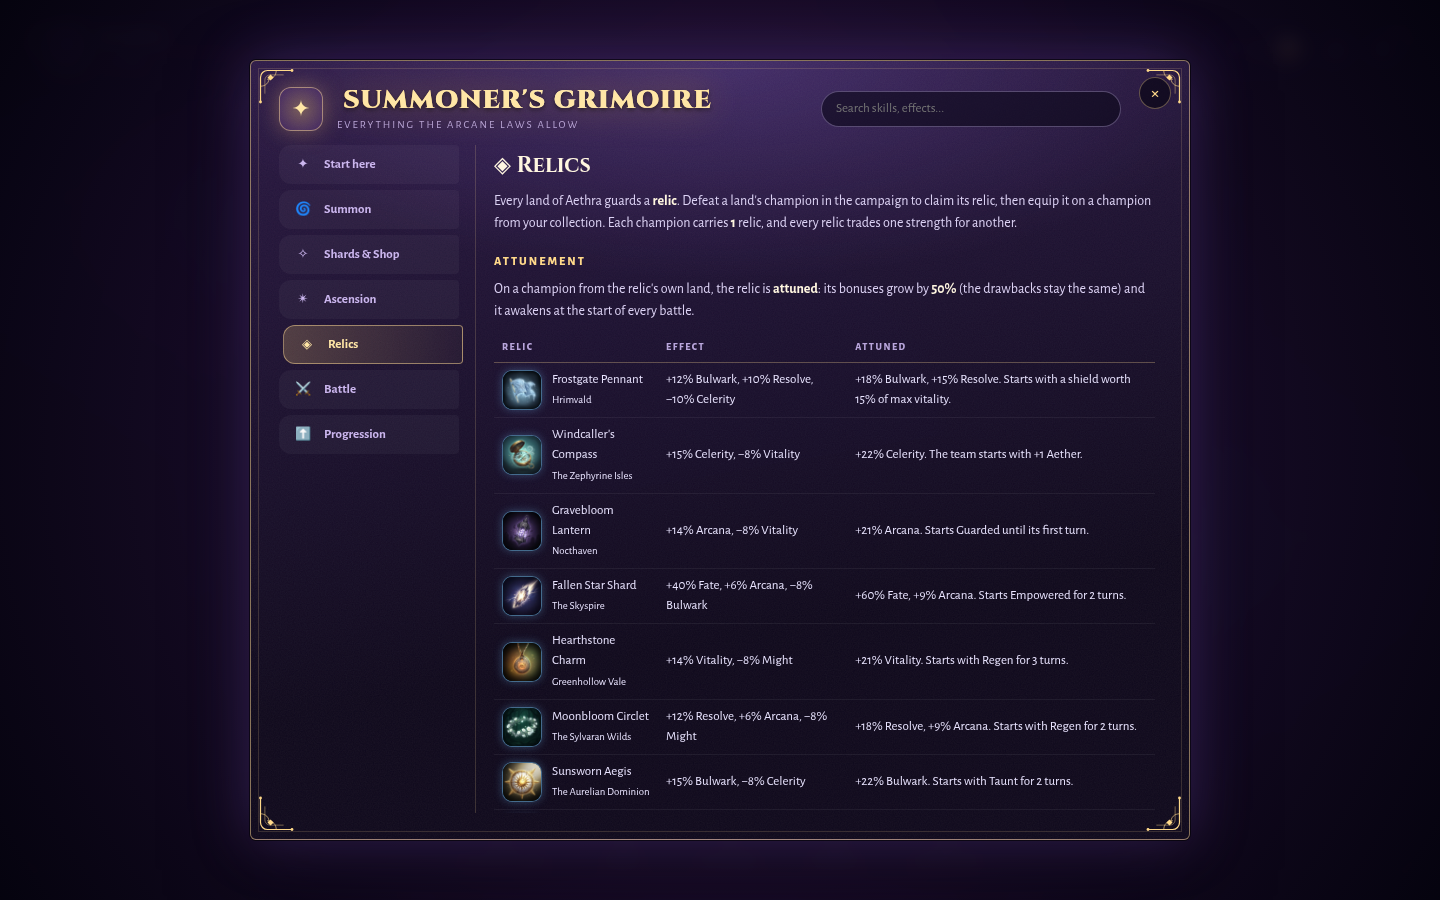 SUMMONER'S GRIMOIRE
EVERYTHING THE ARCANE LAWS ALLOW
Search skills, effects...
×
Start here
Summon
Shards & Shop
Ascension
Relics
Battle
Progression
◈ RELICS
Every land of Aethra guards a relic. Defeat a land's champion in the campaign to claim its relic, then equip it on a champion
from your collection. Each champion carries 1 relic, and every relic trades one strength for another.
ATTUNEMENT
On a champion from the relic's own land, the relic is attuned: its bonuses grow by 50% (the drawbacks stay the same) and
it awakens at the start of every battle.
RELIC EFFECT ATTUNED
Frostgate Pennant
Hrimvald
+12% Bulwark, +10% Resolve,
−10% Celerity
+18% Bulwark, +15% Resolve. Starts with a shield worth
15% of max vitality.
Windcaller's
Compass
The Zephyrine Isles
+15% Celerity, −8% Vitality
+22% Celerity. The team starts with +1 Aether.
Gravebloom
Lantern
Nocthaven
+14% Arcana, −8% Vitality
+21% Arcana. Starts Guarded until its first turn.
Fallen Star Shard
The Skyspire
+40% Fate, +6% Arcana, −8%
Bulwark
+60% Fate, +9% Arcana. Starts Empowered for 2 turns.
Hearthstone
Charm
Greenhollow Vale
+14% Vitality, −8% Might
+21% Vitality. Starts with Regen for 3 turns.
Moonbloom Circlet
The Sylvaran Wilds
+12% Resolve, +6% Arcana, −8%
Might
+18% Resolve, +9% Arcana. Starts with Regen for 2 turns.
Sunsworn Aegis
The Aurelian Dominion
+15% Bulwark, −8% Celerity
+22% Bulwark. Starts with Taunt for 2 turns.